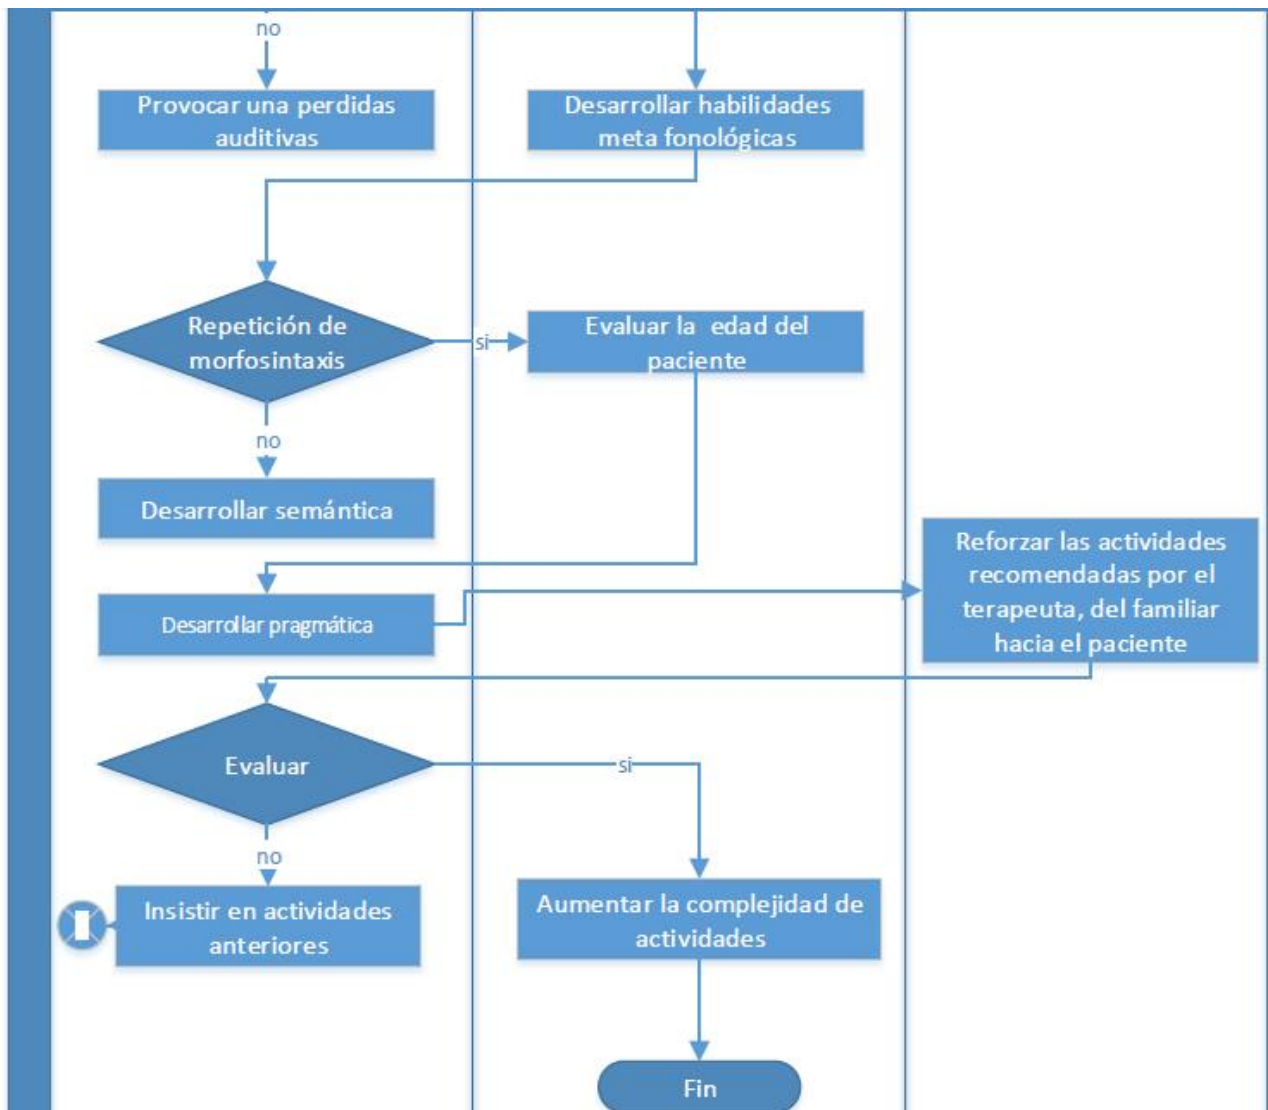 no
Provocar una perdidas
auditivas
Desarrollar habilidades
meta fonológicas
Repetición de
morfosintaxis
si
Evaluar la edad del
paciente
no
Desarrollar semántica
Desarrollar pragmática
Reforzar las actividades
recomendadas por el
terapeuta, del familiar
hacia el paciente
Evaluar
si
no
Insistir en actividades
anteriores
Aumentar la complejidad de
actividades
Fin